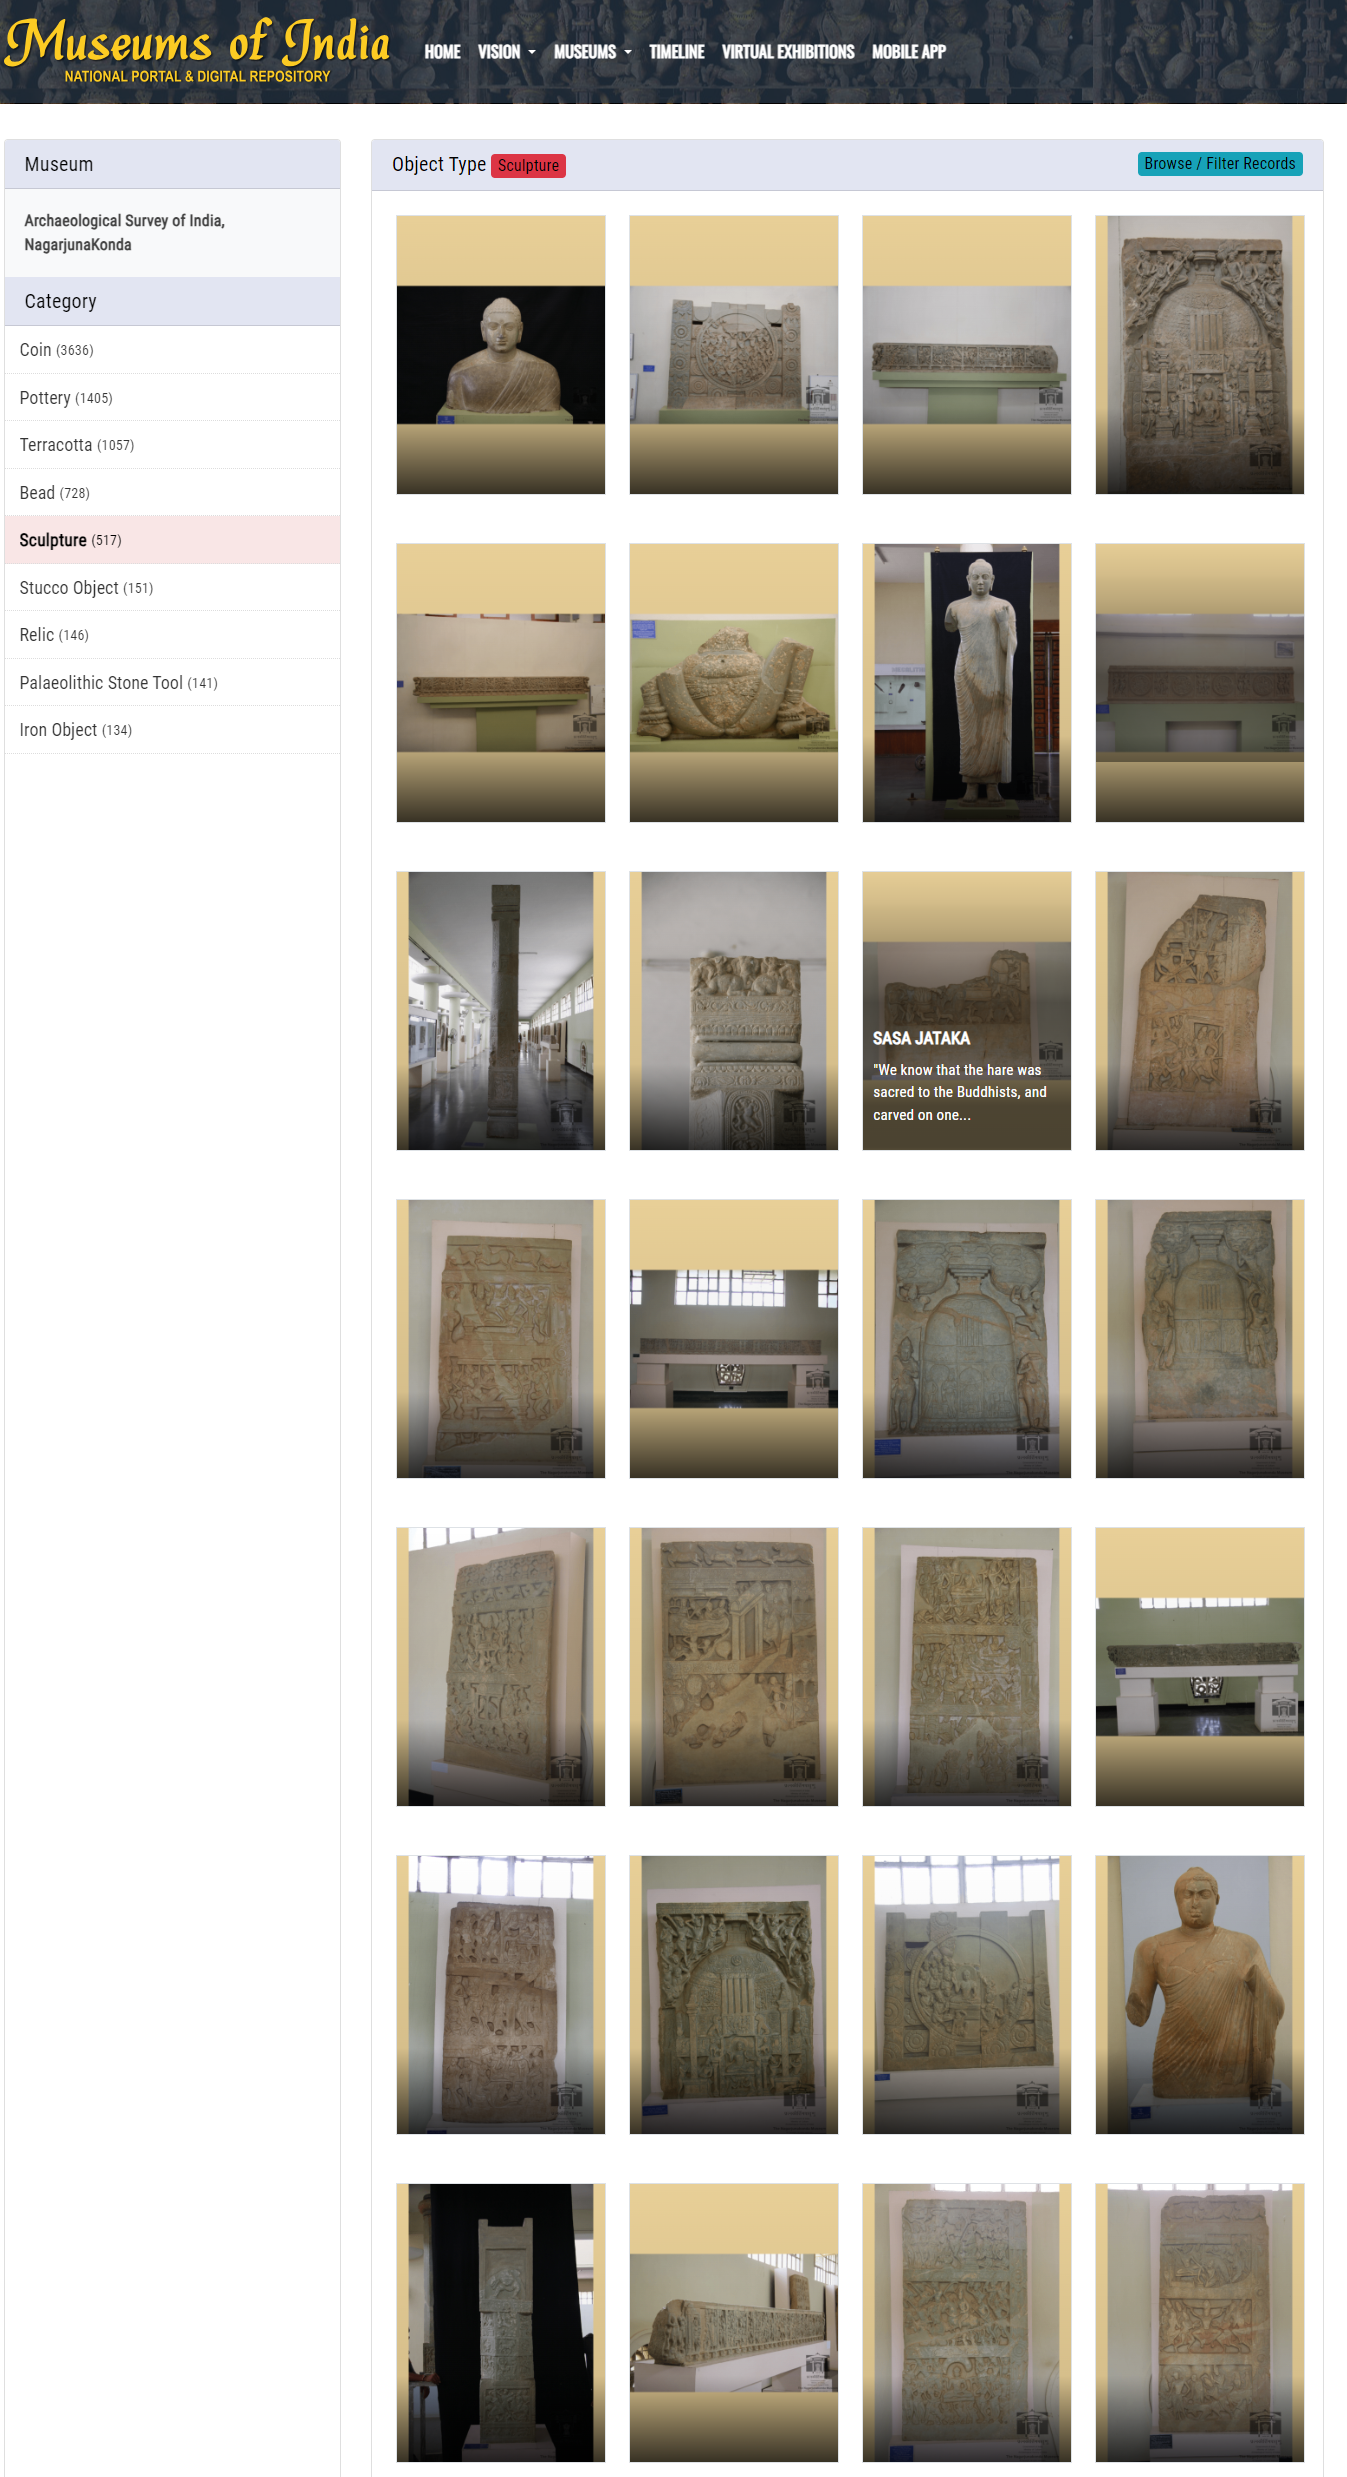 Museums of India
NATIONAL PORTAL & DIGITAL REPOSITORY
HOME VISION MUSEUMS TIMELINE VIRTUAL EXHIBITIONS MOBILE APP
Museum
Archaeological Survey of India,
NagarjunaKonda
Category
Coin (3636)
Pottery (1405)
Terracotta (1057)
Bead (728)
Sculpture (517)
Stucco Object (151)
Relic (146)
Palaeolithic Stone Tool (141)
Iron Object (134)
Object Type Sculpture
Browse / Filter Records
SASA JATAKA
"We know that the hare was
sacred to the Buddhists, and
carved on one...